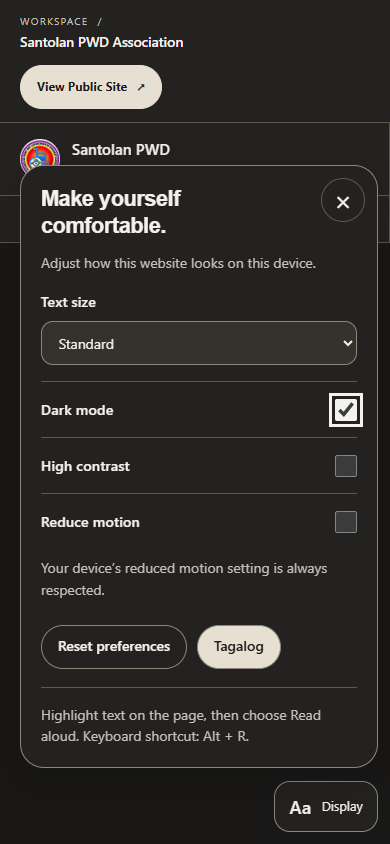 WORKSPACE /
Santolan PWD Association
View Public Site ↗
Santolan PWD
Make yourself
comfortable.
Adjust how this website looks on this device.
Text size
Standard
Dark mode
High contrast
Reduce motion
Your device’s reduced motion setting is always
respected.
Reset preferences
Tagalog
Highlight text on the page, then choose Read
aloud. Keyboard shortcut: Alt + R.
Aa Display